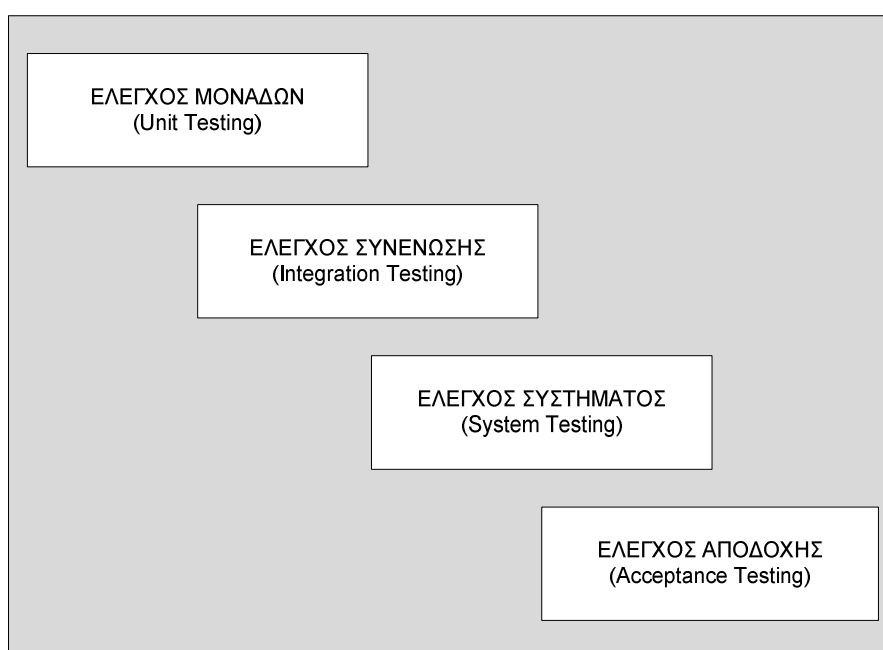 ΕΛΕΓΧΟΣ ΜΟΝΑΔΩΝ
(Unit Testing)
ΕΛΕΓΧΟΣ ΣΥΝΕΝΩΣΗΣ
(Integration Testing)
ΕΛΕΓΧΟΣ ΣΥΣΤΗΜΑΤΟΣ
(System Testing)
ΕΛΕΓΧΟΣ ΑΠΟΔΟΧΗΣ
(Acceptance Testing)